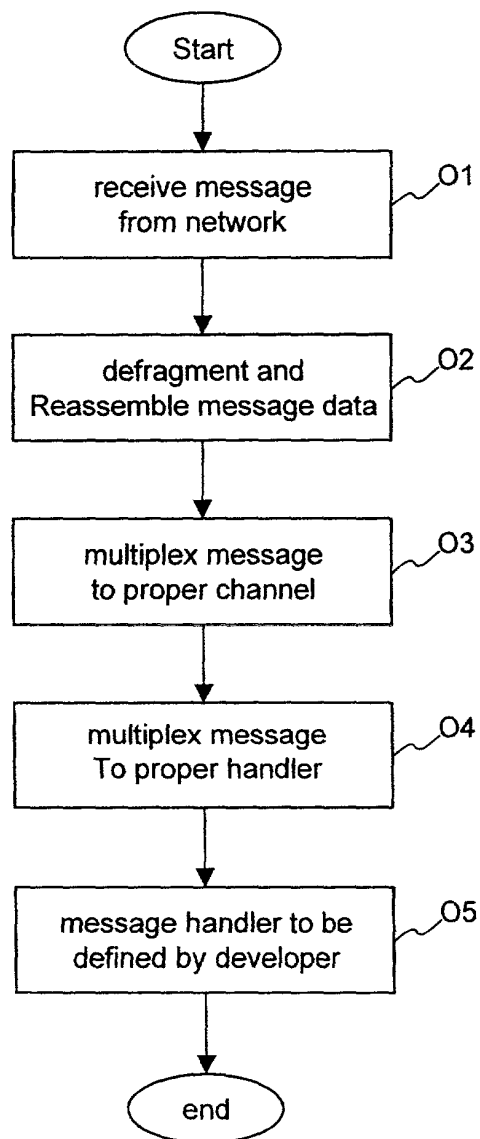 Start
receive message
from network
O1
defragment and
Reassemble message data
O2
multiplex message
to proper channel
O3
multiplex message
To proper handler
O4
message handler to be
defined by developer
O5
end